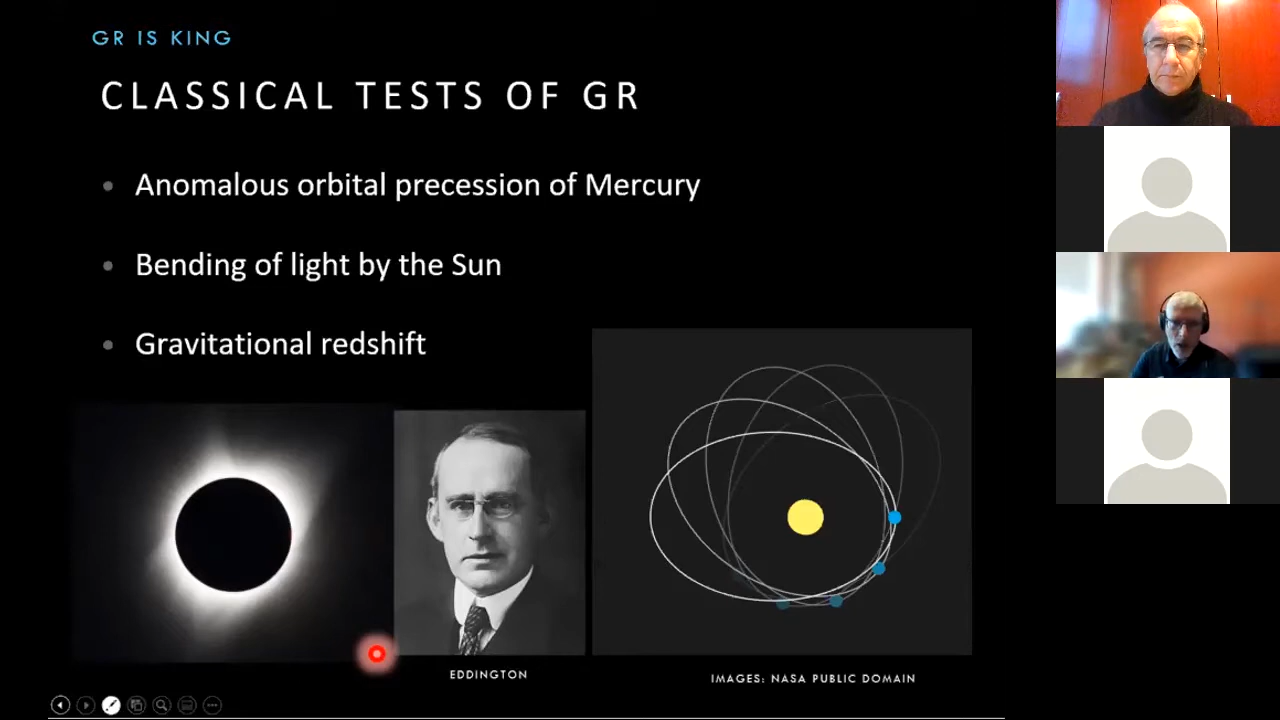 GR IS KING
CLASSICAL TESTS OF GR
• Anomalous orbital precession of Mercury
• Bending of light by the Sun
• Gravitational redshift
EDDINGTON
IMAGES: NASA PUBLIC DOMAIN